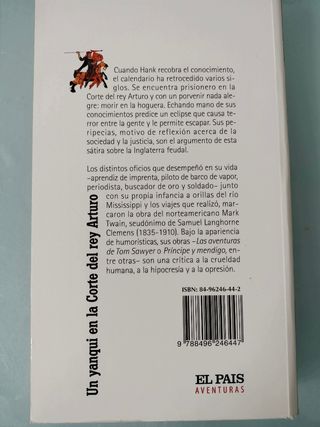 Cuando Hank recobra el conocimiento,
el calendario ha retrocedido varios si-
glos. Se encuentra prisionero en la
Corte del rey Arturo y con un porvenir nada ale-
gre: morir en la hoguera. Echando mano de sus
conocimientos predice un eclipse que causa te-
rror entre la gente y le permite escapar. Sus pe-
ripecias, motivo de reflexión acerca de la
sociedad y la justicia, son el argumento de esta
sátira sobre la Inglaterra feudal.
Los distintos oficios que desempeñó en su vida
–aprendiz de imprenta, piloto de barco de vapor,
periodista, buscador de oro y soldado– junto
con su propia infancia a orillas del río
Mississippi y los viajes que realizó, mar-
caron la obra del norteamericano Mark
Twain, seudónimo de Samuel Langhorne
Clemens (1835-1910). Bajo la apariencia
de humorísticas, sus obras –Las aventuras
de Tom Sawyer o Príncipe y mendigo, en-
tre otras– son una crítica a la crueldad
humana, a la hipocresía y a la opresión.
Un yanqui en la Corte del rey Arturo
ISBN: 84-96246-44-2
9 788496 246447
EL PAIS
AVENTURAS